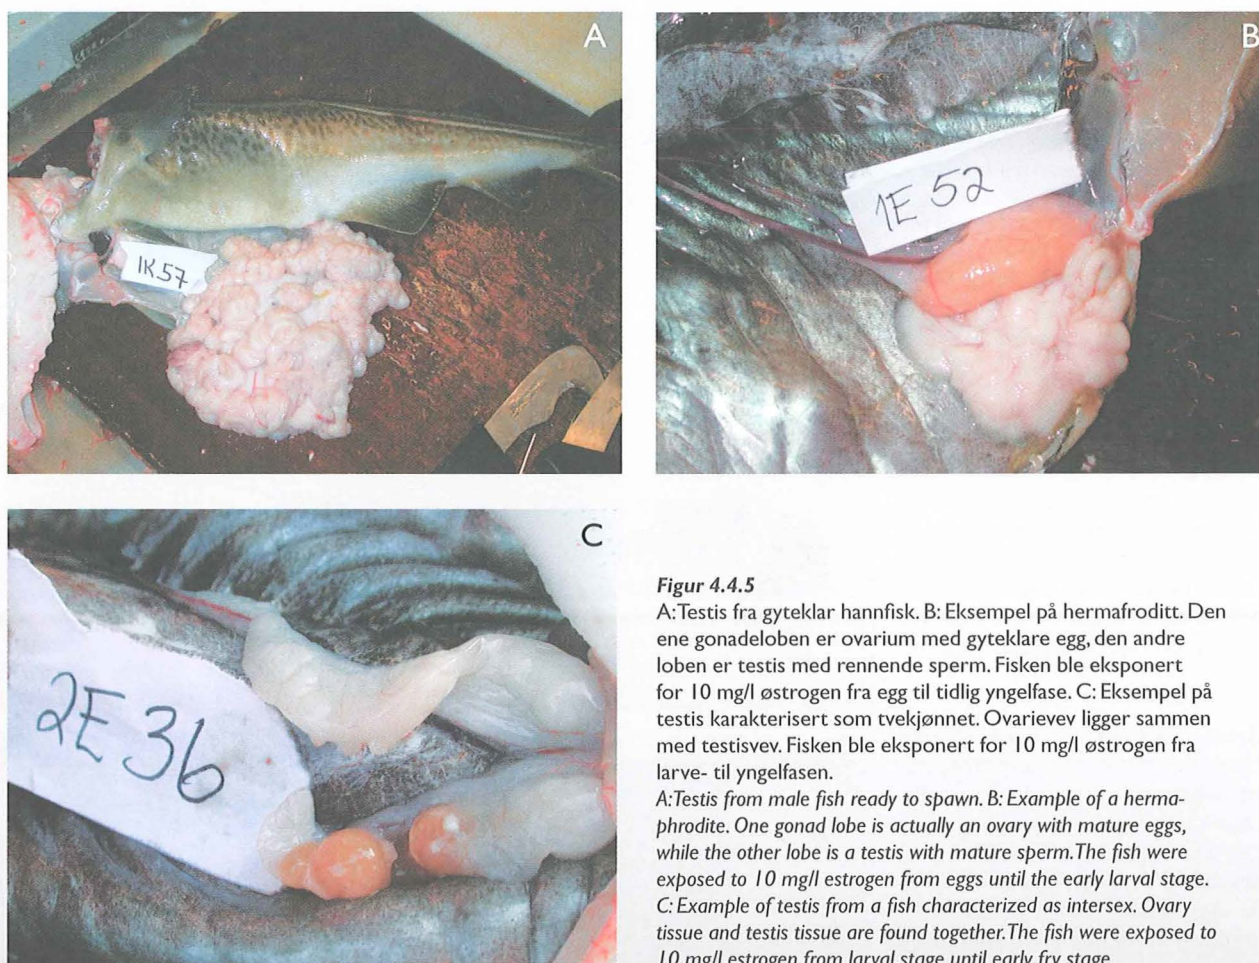 A
1K57
B
1E 52
C
2E 36
Figur 4.4.5
A: Testis fra gyteklar hannfisk. B: Eksempel på hermafroditt. Den
ene gonadeloben er ovarium med gyteklare egg, den andre
loben er testis med rennende sperm. Fisken ble eksponert
for 10 mg/l østrogen fra egg til tidlig yngelfase. C: Eksempel på
testis karakterisert som tvekjønnet. Ovarievev ligger sammen
med testisvev. Fisken ble eksponert for 10 mg/l østrogen fra
larve- til yngelfasen.
A: Testis from male fish ready to spawn. B: Example of a herma-
phrodite. One gonad lobe is actually an ovary with mature eggs,
while the other lobe is a testis with mature sperm. The fish were
exposed to 10 mg/l estrogen from eggs until the early larval stage.
C: Example of testis from a fish characterized as intersex. Ovary
tissue and testis tissue are found together. The fish were exposed to
10 mg/l estrogen from larval stage until early fry stage.